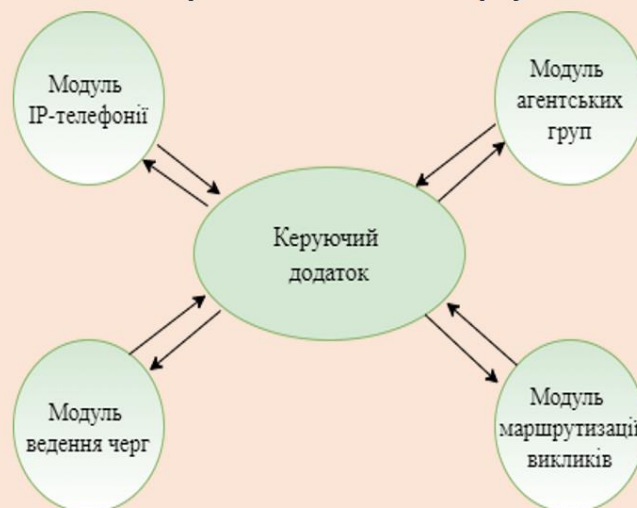 Модуль
IP-телефонії
Модуль
агентських
груп
Керуючий
додаток
Модуль
ведення черг
Модуль
маршрутизації
викликів